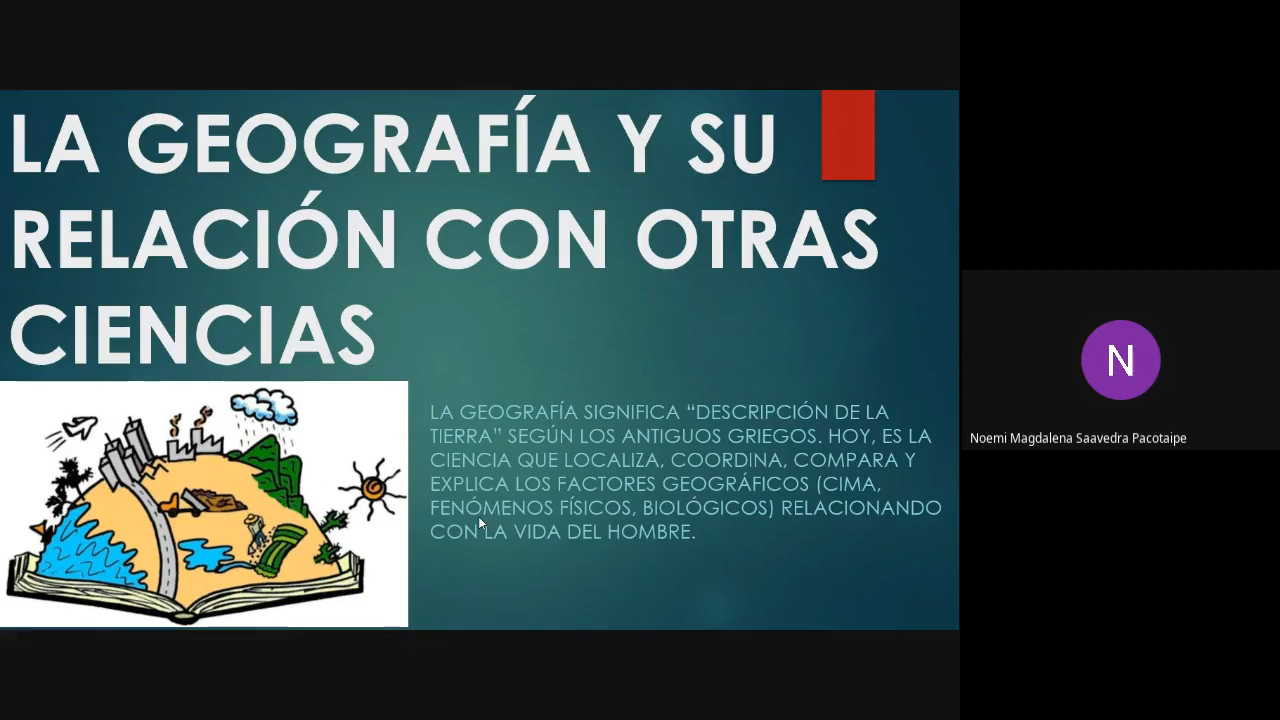 LA GEOGRAFÍA Y SU
RELACIÓN CON OTRAS
CIENCIAS
LA GEOGRAFÍA SIGNIFICA “DESCRIPCIÓN DE LA
TIERRA” SEGÚN LOS ANTIGUOS GRIEGOS. HOY, ES LA
CIENCIA QUE LOCALIZA, COORDINA, COMPARA Y
EXPLICA LOS FACTORES GEOGRÁFICOS (CIMA,
FENÓMENOS FÍSICOS, BIOLÓGICOS) RELACIONANDO
CON LA VIDA DEL HOMBRE.
N
Noemi Magdalena Saavedra Pacotaipe